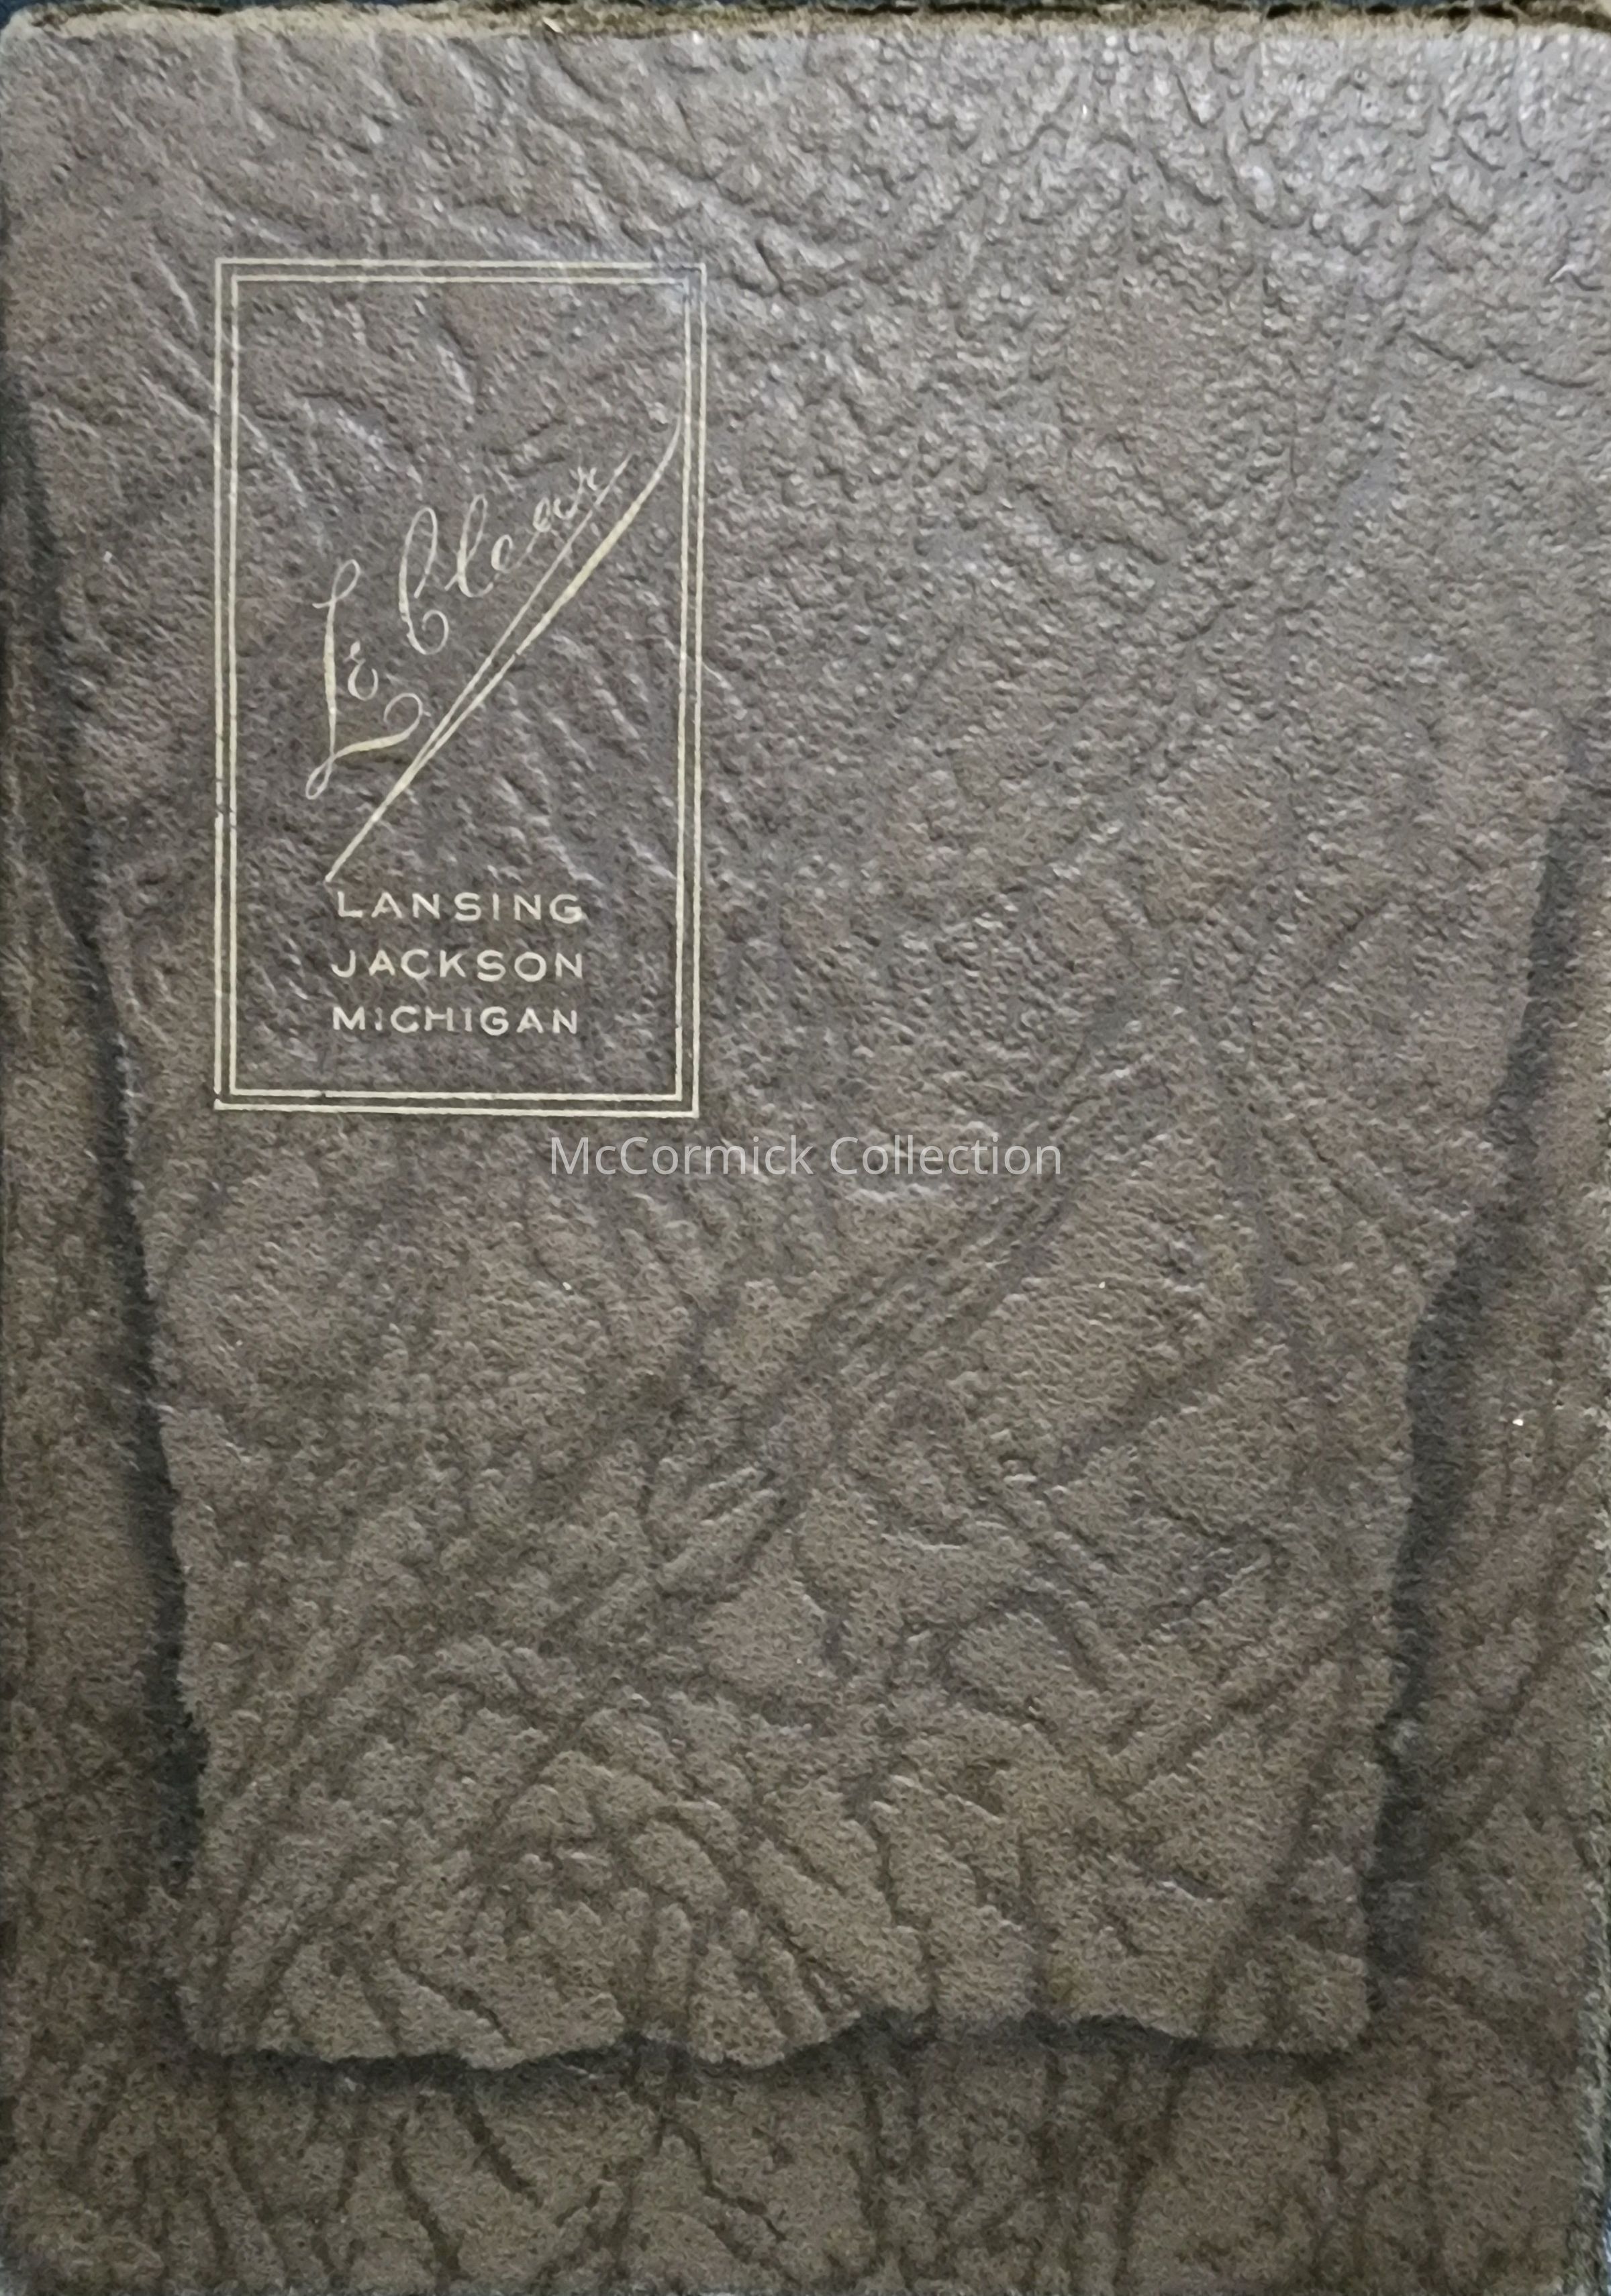 Le Clear
LANSING
JACKSON
MICHIGAN
McCormick Collection